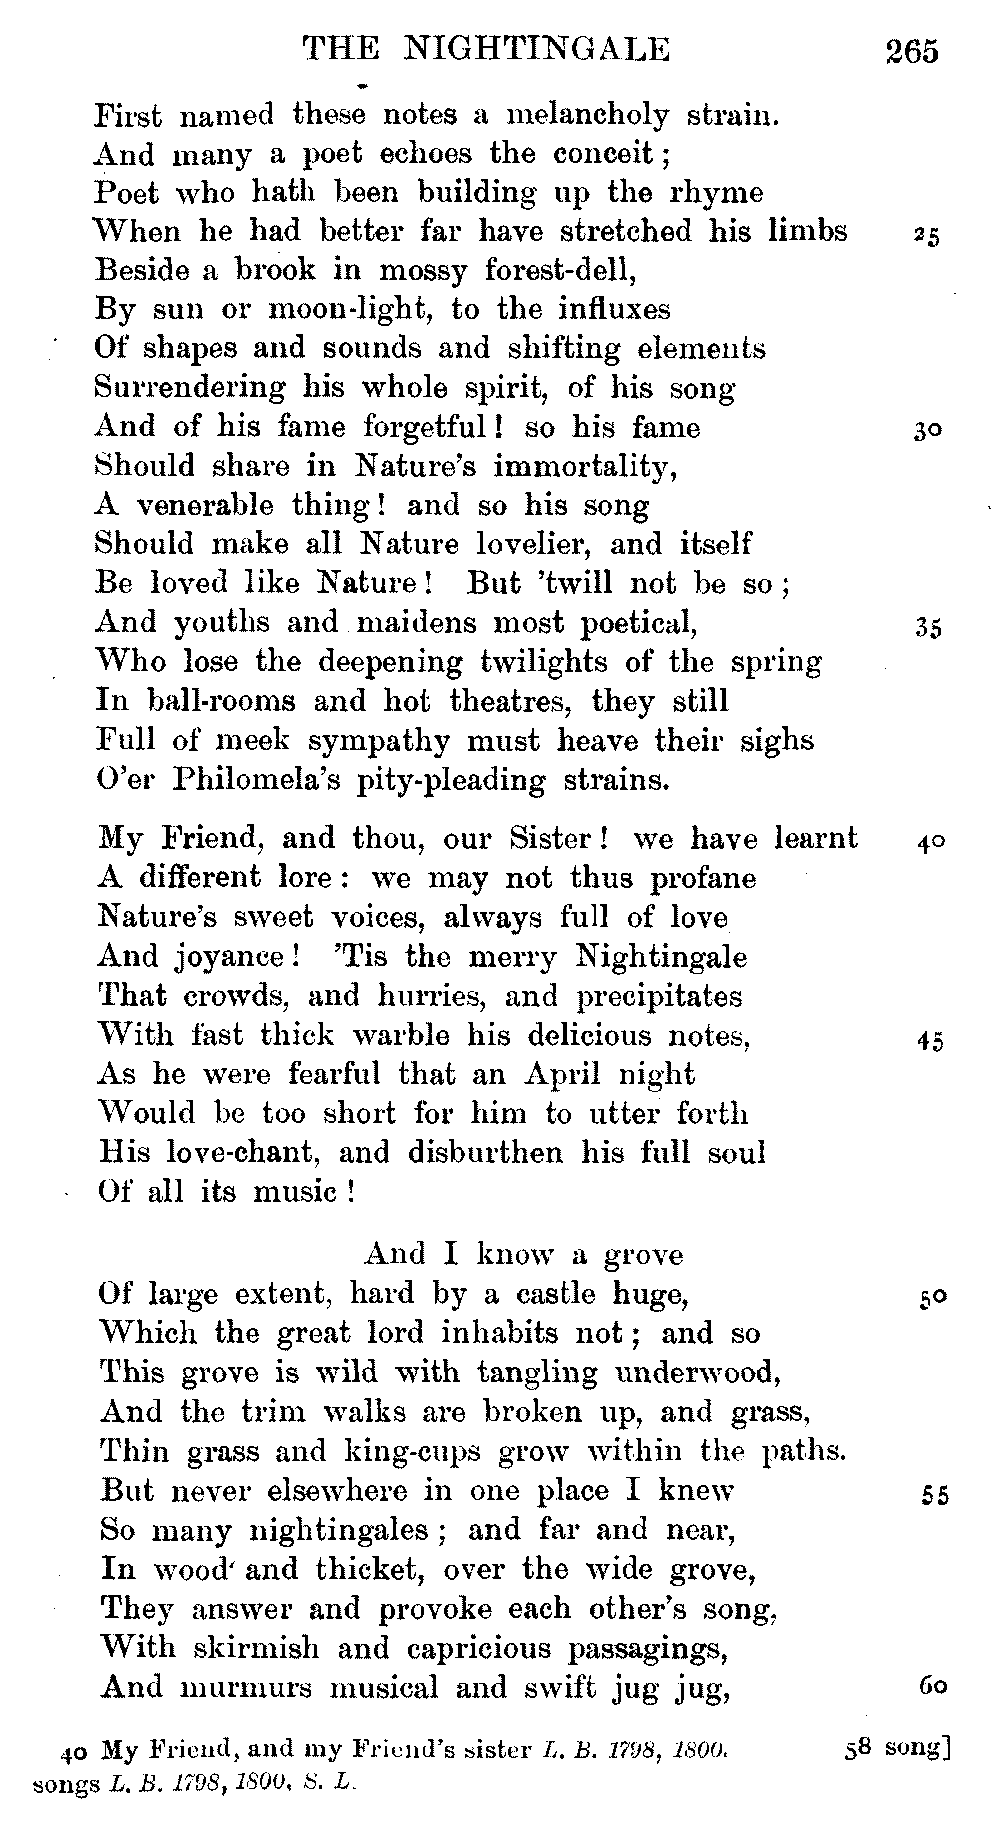 THE NIGHTINGALE 265
First named these notes a melancholy strain.
And many a poet echoes the conceit ;
Poet who hath been building up the rhyme
When he had better far have stretched his limbs 25
Beside a brook in mossy forest-dell,
By sun or moon-light, to the influxes
Of shapes and sounds and shifting elements
Surrendering his whole spirit, of his song
And of his fame forgetful ! so his fame 30
Should share in Nature's immortality,
A venerable thing ! and so his song
Should make all Nature lovelier, and itself
Be loved like Nature ! But 'twill not be so ;
And youths and maidens most poetical, 35
Who lose the deepening twilights of the spring
In ball-rooms and hot theatres, they still
Full of meek sympathy must heave their sighs
O'er Philomela's pity-pleading strains.
My Friend, and thou, our Sister ! we have learnt 40
A different lore : we may not thus profane
Nature's sweet voices, always full of love
And joyance ! 'Tis the merry Nightingale
That crowds, and hurries, and precipitates
With fast thick warble his delicious notes, 45
As he were fearful that an April night
Would be too short for him to utter forth
His love-chant, and disburthen his full soul
Of all its music !
And I know a grove
Of large extent, hard by a castle huge, 50
Which the great lord inhabits not ; and so
This grove is wild with tangling underwood,
And the trim walks are broken up, and grass,
Thin grass and king-cups grow within the paths.
But never elsewhere in one place I knew 55
So many nightingales ; and far and near,
In wood and thicket, over the wide grove,
They answer and provoke each other's song,
With skirmish and capricious passagings,
And murmurs musical and swift jug jug, 60
40 My Friend, and my Friend's sister L. B. 1798, 1800. 58 song]
songs L. B. 1798, 1800, S. L.